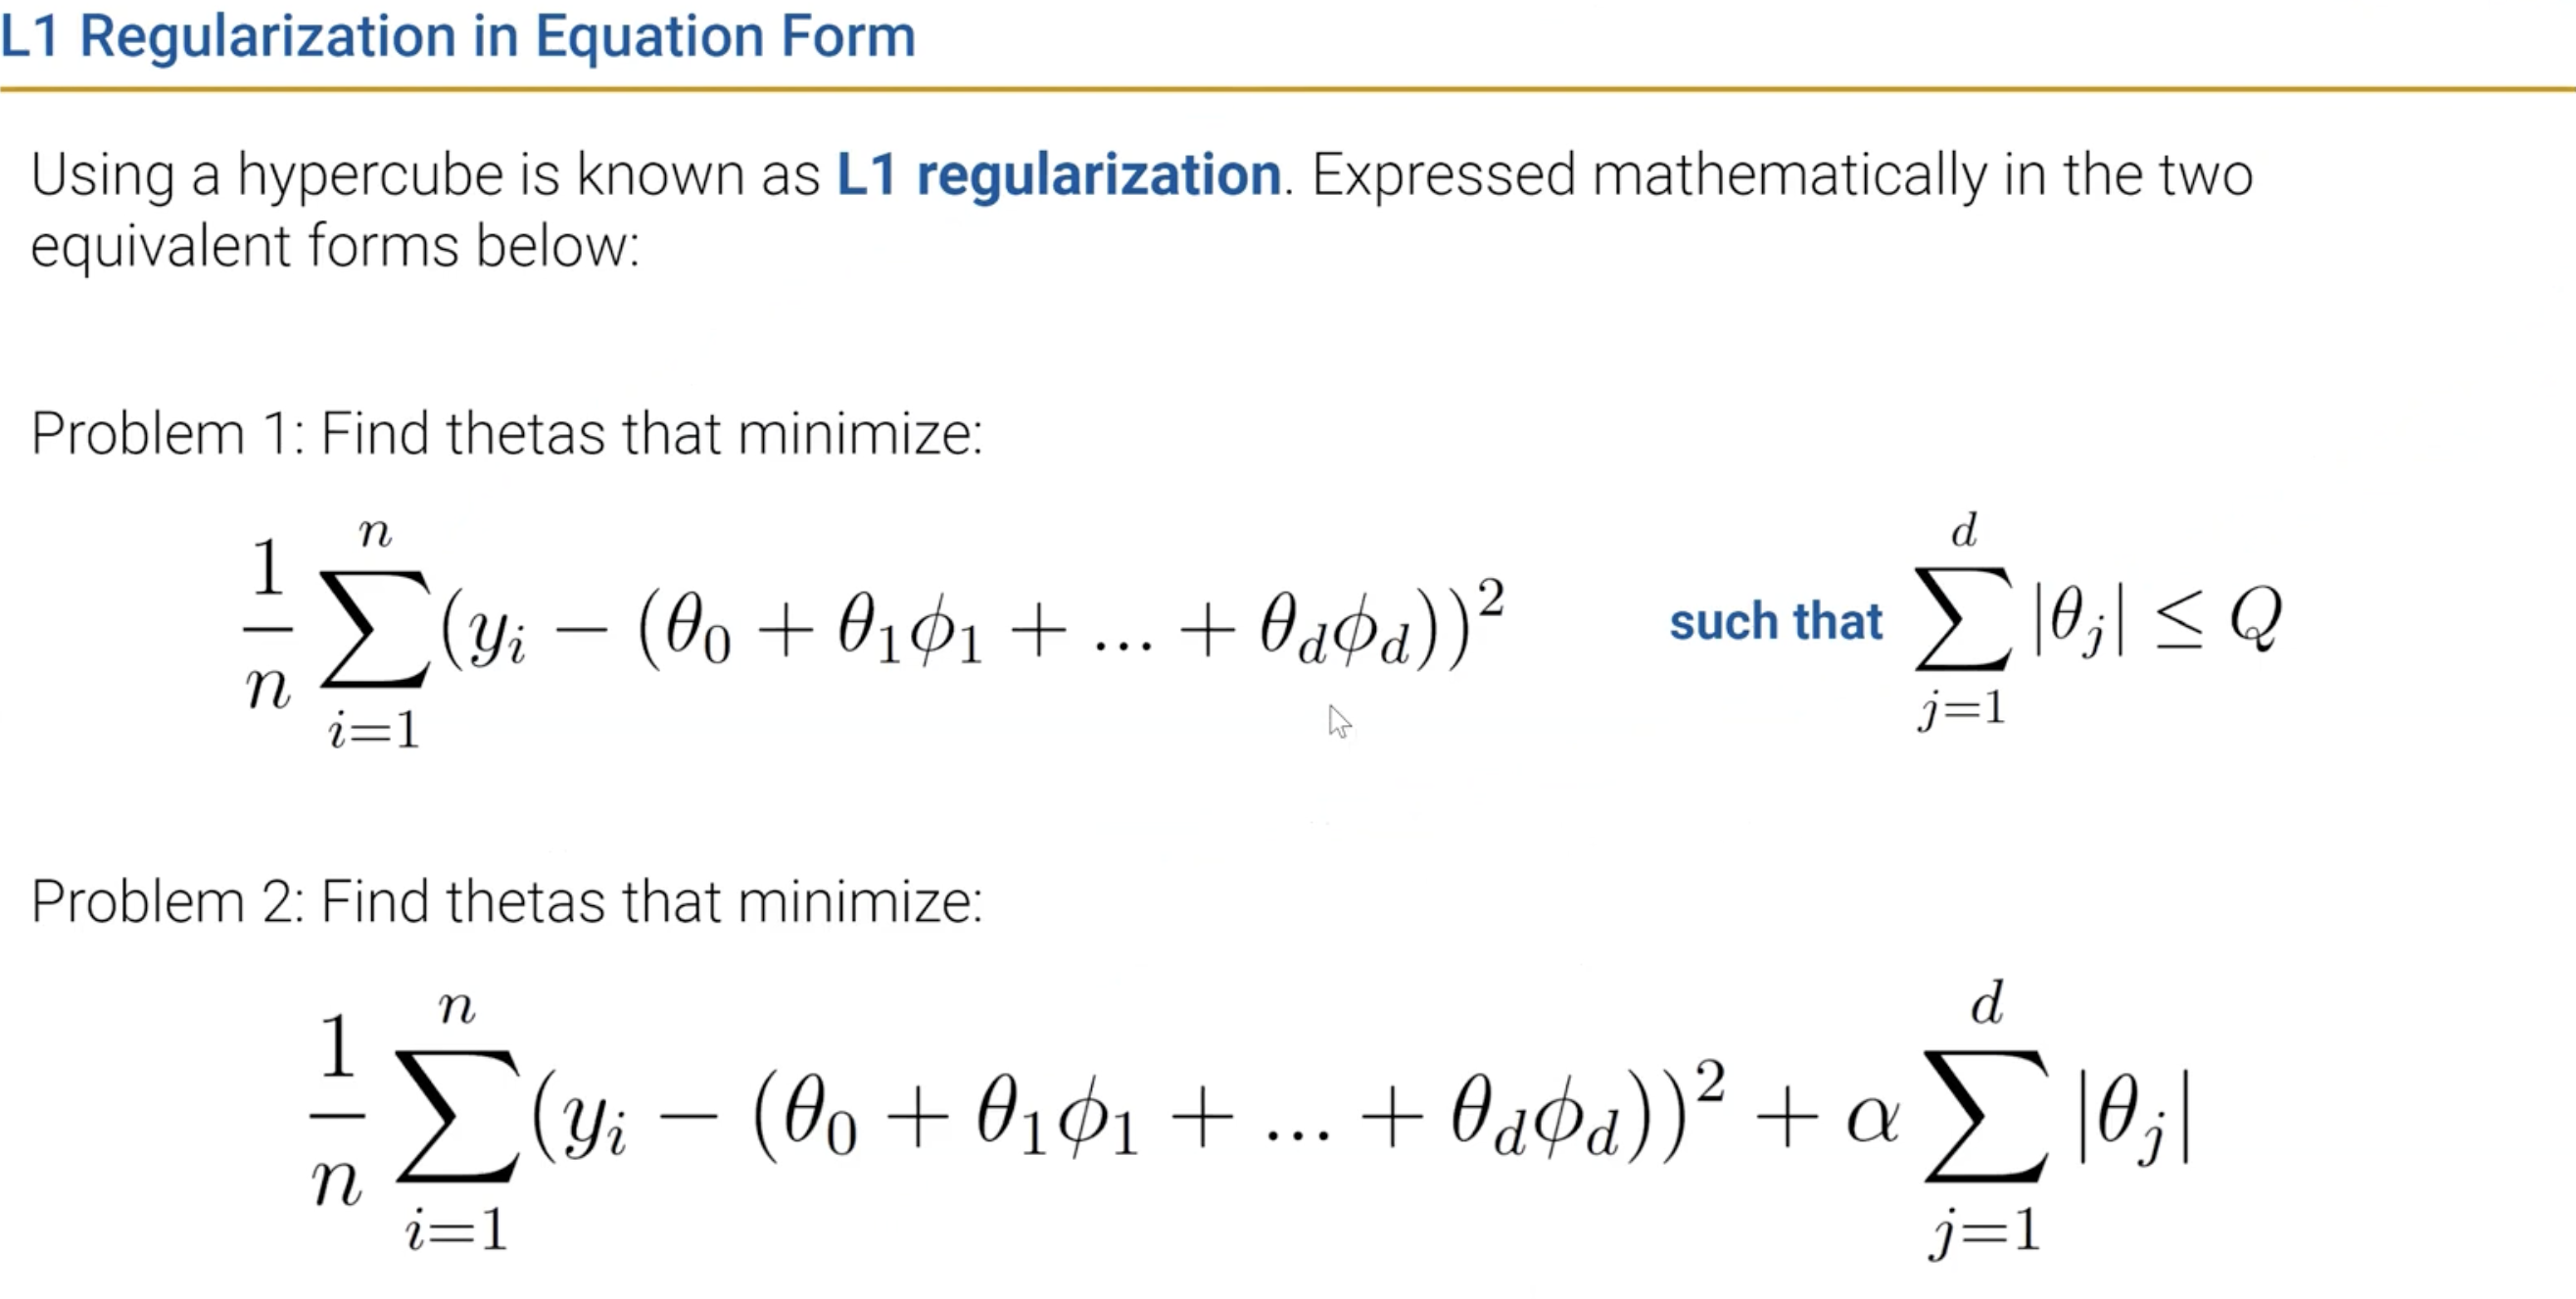 L1 Regularization in Equation Form
Using a hypercube is known as L1 regularization. Expressed mathematically in the two
equivalent forms below:
Problem 1: Find thetas that minimize:
$\frac{1}{n} \sum_{i=1}^{n} (y_i - (\theta_0 + \theta_1 \phi_1 + ... + \theta_d \phi_d))^2$ such that $\sum_{j=1}^{d} |\theta_j| \leq Q$
Problem 2: Find thetas that minimize:
$\frac{1}{n} \sum_{i=1}^{n} (y_i - (\theta_0 + \theta_1 \phi_1 + ... + \theta_d \phi_d))^2 + \alpha \sum_{j=1}^{d} |\theta_j|$